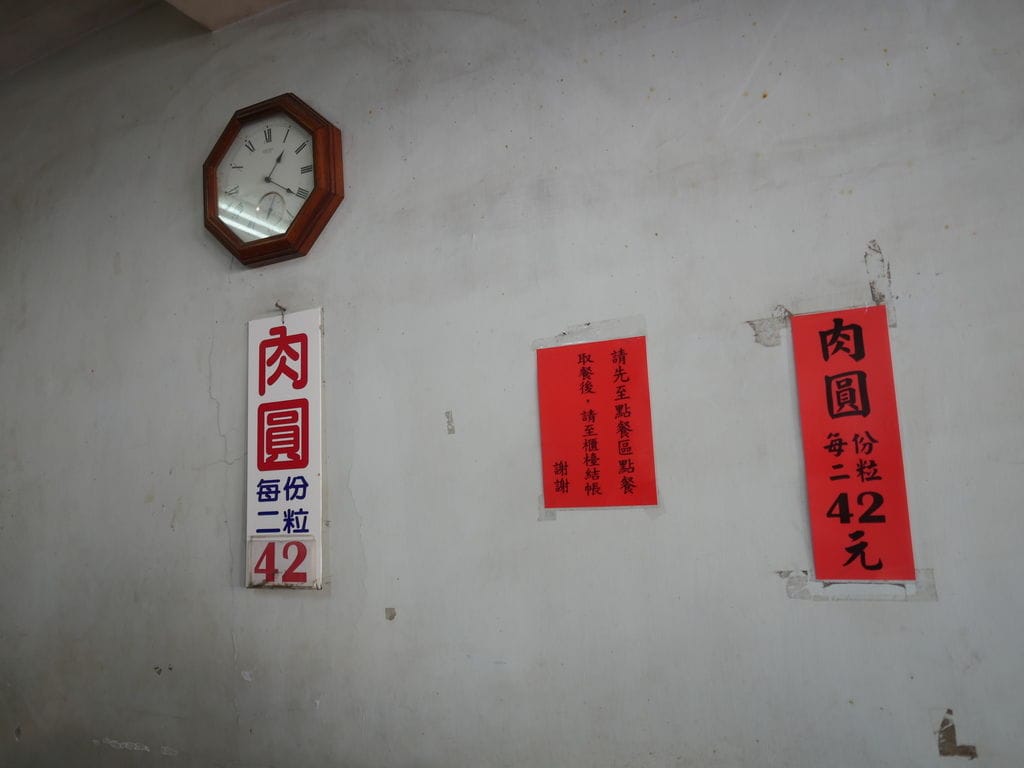 肉圓
每份
二粒
42
請先至點餐區點餐
取餐後，請至櫃檯結帳
謝謝
肉圓
每份
二粒
42
元